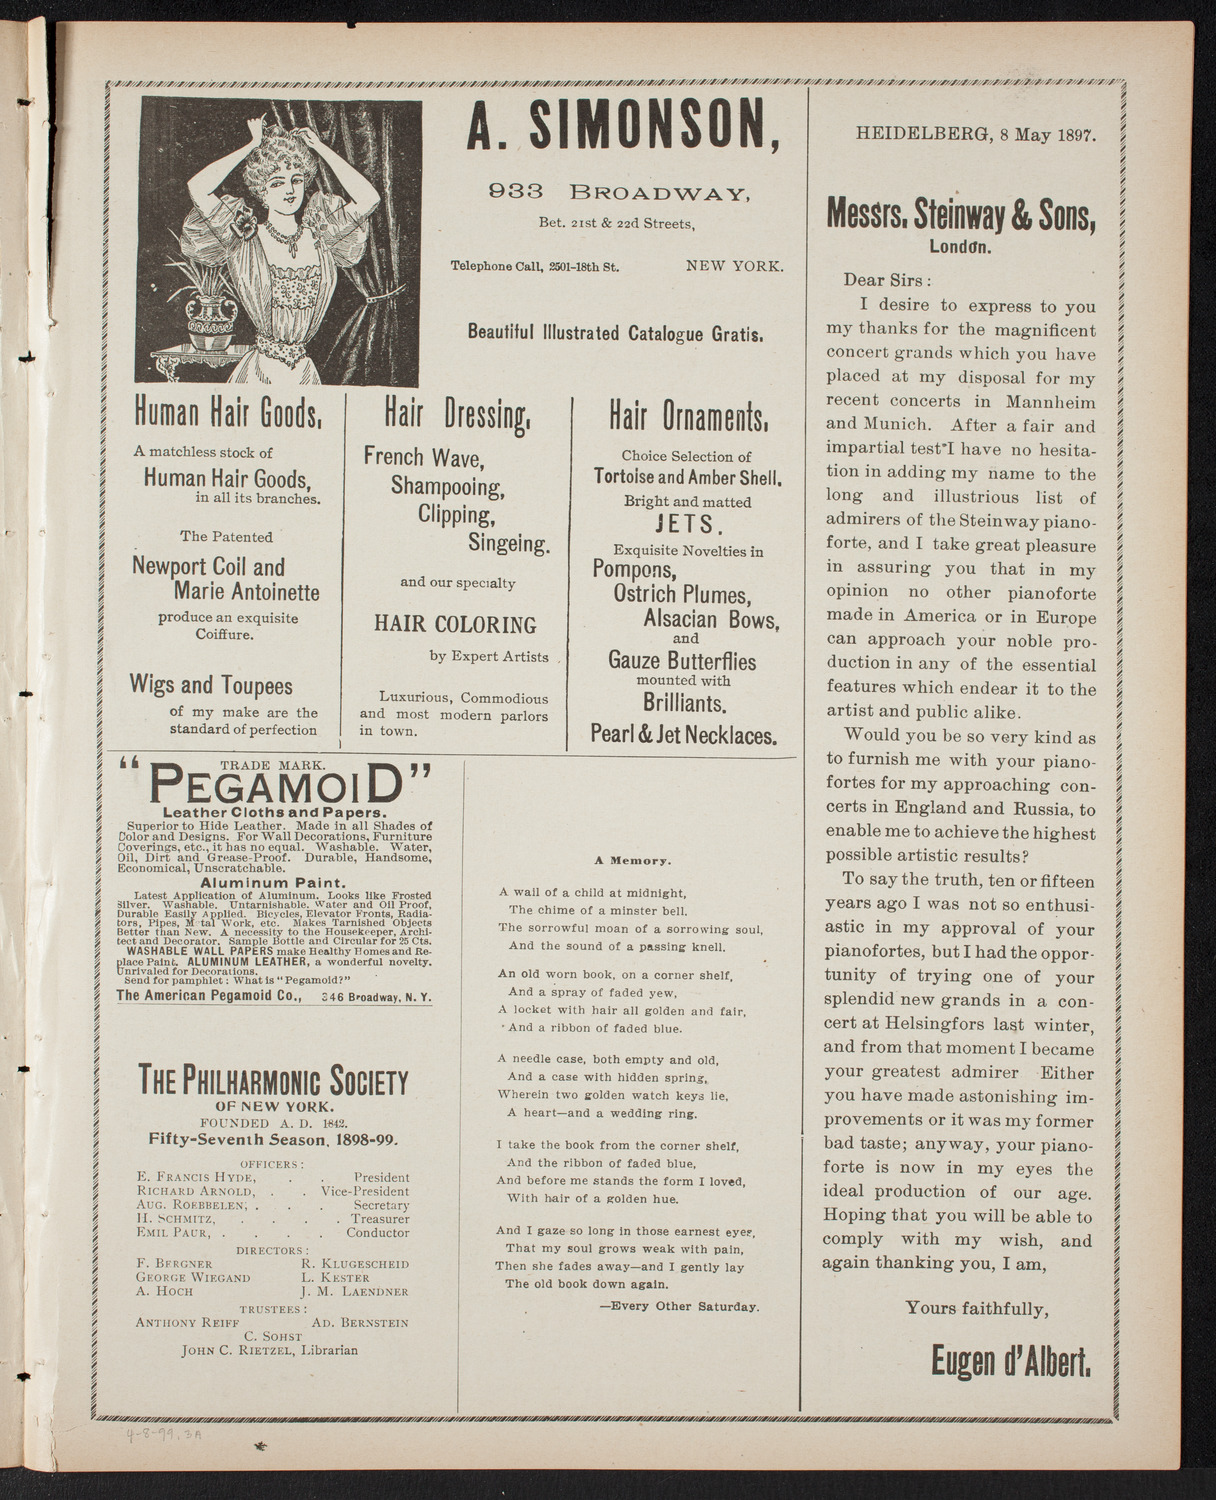 A. SIMONSON,
933 BROADWAY,
Bet. 21st & 22d Streets,
Telephone Call, 2501-18th St. NEW YORK.
Beautiful Illustrated Catalogue Gratis.
Human Hair Goods,
A matchless stock of
Human Hair Goods,
in all its branches.
The Patented
Newport Coil and
Marie Antoinette
produce an exquisite
Coiffure.
Wigs and Toupees
of my make are the
standard of perfection
Hair Dressing,
French Wave,
Shampooing,
Clipping,
Singeing.
and our specialty
HAIR COLORING
by Expert Artists
Luxurious, Commodious
and most modern parlors
in town.
Hair Ornaments,
Choice Selection of
Tortoise and Amber Shell.
Bright and matted
JETS.
Exquisite Novelties in
Pompons,
Ostrich Plumes,
Alsacian Bows,
and
Gauze Butterflies
mounted with
Brilliants.
Pearl & Jet Necklaces.
TRADE MARK.
"PEGAMOID"
Leather Cloths and Papers.
Superior to Hide Leather. Made in all Shades of
Color and Designs. For Wall Decorations, Furniture
Coverings, etc., it has no equal. Washable. Water,
Oil, Dirt and Grease-Proof. Durable, Handsome,
Economical, Unscratchable.
Aluminum Paint.
Latest Application of Aluminum. Looks like Frosted
Silver. Washable. Untarnishable. Water and Oil Proof,
Durable Easily Applied. Bicycles, Elevator Fronts, Radia-
tors, Pipes, M tal Work, etc. Makes Tarnished Objects
Better than New. A necessity to the Housekeeper, Archi-
tect and Decorator. Sample Bottle and Circular for 25 Cts.
WASHABLE WALL PAPERS make Healthy Homes and Re-
place Paint. ALUMINUM LEATHER, a wonderful novelty.
Unrivaled for Decorations.
Send for pamphlet: What is "Pegamoid?"
The American Pegamoid Co., 346 Broadway, N. Y.
THE PHILHARMONIC SOCIETY
OF NEW YORK.
FOUNDED A. D. 1842.
Fifty-Seventh Season, 1898-99.
OFFICERS:
E. FRANCIS HYDE, . . President
RICHARD ARNOLD, . . Vice-President
AUG. ROEBBELEN, . . . Secretary
H. SCHMITZ, . . . . Treasurer
EMIL PAUR, . . . . Conductor
DIRECTORS:
F. BERGNER R. KLUGESCHEID
GEORGE WIEGAND L. KESTER
A. HOCH J. M. LAENDNER
TRUSTEES:
ANTHONY REIFF AD. BERNSTEIN
C. SOHST
JOHN C. RIETZEL, Librarian
A Memory.
A wail of a child at midnight,
The chime of a minster bell,
The sorrowful moan of a sorrowing soul,
And the sound of a passing knell.
An old worn book, on a corner shelf,
And a spray of faded yew,
A locket with hair all golden and fair,
And a ribbon of faded blue.
A needle case, both empty and old,
And a case with hidden spring,
Wherein two golden watch keys lie,
A heart—and a wedding ring.
I take the book from the corner shelf,
And the ribbon of faded blue,
And before me stands the form I loved,
With hair of a golden hue.
And I gaze so long in those earnest eyes,
That my soul grows weak with pain,
Then she fades away—and I gently lay
The old book down again.
—Every Other Saturday.
HEIDELBERG, 8 May 1897.
Messrs. Steinway & Sons,
London.
Dear Sirs:
I desire to express to you
my thanks for the magnificent
concert grands which you have
placed at my disposal for my
recent concerts in Mannheim
and Munich. After a fair and
impartial test I have no hesita-
tion in adding my name to the
long and illustrious list of
admirers of the Steinway piano-
forte, and I take great pleasure
in assuring you that in my
opinion no other pianoforte
made in America or in Europe
can approach your noble pro-
duction in any of the essential
features which endear it to the
artist and public alike.
Would you be so very kind as
to furnish me with your piano-
fortes for my approaching con-
certs in England and Russia, to
enable me to achieve the highest
possible artistic results?
To say the truth, ten or fifteen
years ago I was not so enthusi-
astic in my approval of your
pianofortes, but I had the oppor-
tunity of trying one of your
splendid new grands in a con-
cert at Helsingfors last winter,
and from that moment I became
your greatest admirer Either
you have made astonishing im-
provements or it was my former
bad taste; anyway, your piano-
forte is now in my eyes the
ideal production of our age.
Hoping that you will be able to
comply with my wish, and
again thanking you, I am,
Yours faithfully,
Eugen d'Albert.
4-8-99, 3A